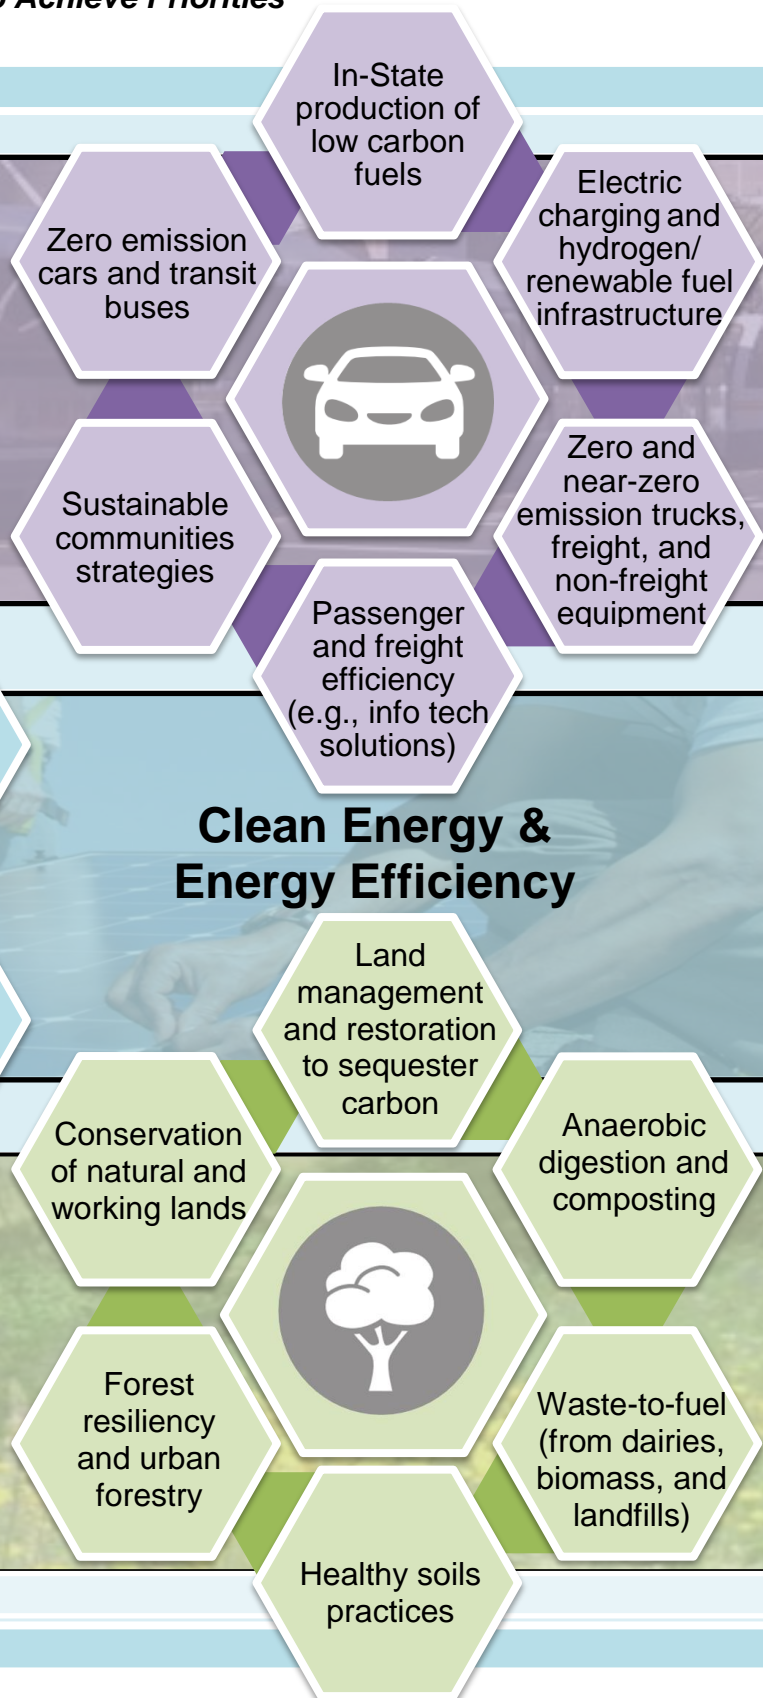 Achieve Priorities
In-State
production of
low carbon
fuels
Electric
charging and
hydrogen/
renewable fuel
infrastructure
Zero emission
cars and transit
buses
Zero and
near-zero
emission trucks,
freight, and
non-freight
equipment
Sustainable
communities
strategies
Passenger
and freight
efficiency
(e.g., info tech
solutions)
Clean Energy &
Energy Efficiency
Land
management
and restoration
to sequester
carbon
Anaerobic
digestion and
composting
Conservation
of natural and
working lands
Waste-to-fuel
(from dairies,
biomass, and
landfills)
Forest
resiliency
and urban
forestry
Healthy soils
practices